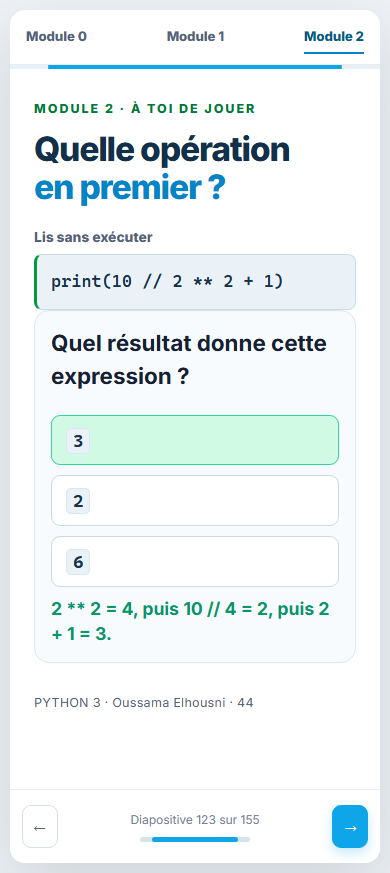 Module 0 Module 1 Module 2
MODULE 2 · À TOI DE JOUER
Quelle opération
en premier ?
Lis sans exécuter
print(10 // 2 ** 2 + 1)
Quel résultat donne cette
expression ?
3
2
6
2 ** 2 = 4, puis 10 // 4 = 2, puis 2
+ 1 = 3.
PYTHON 3 · Oussama Elhousni · 44
← Diapositive 123 sur 155 →